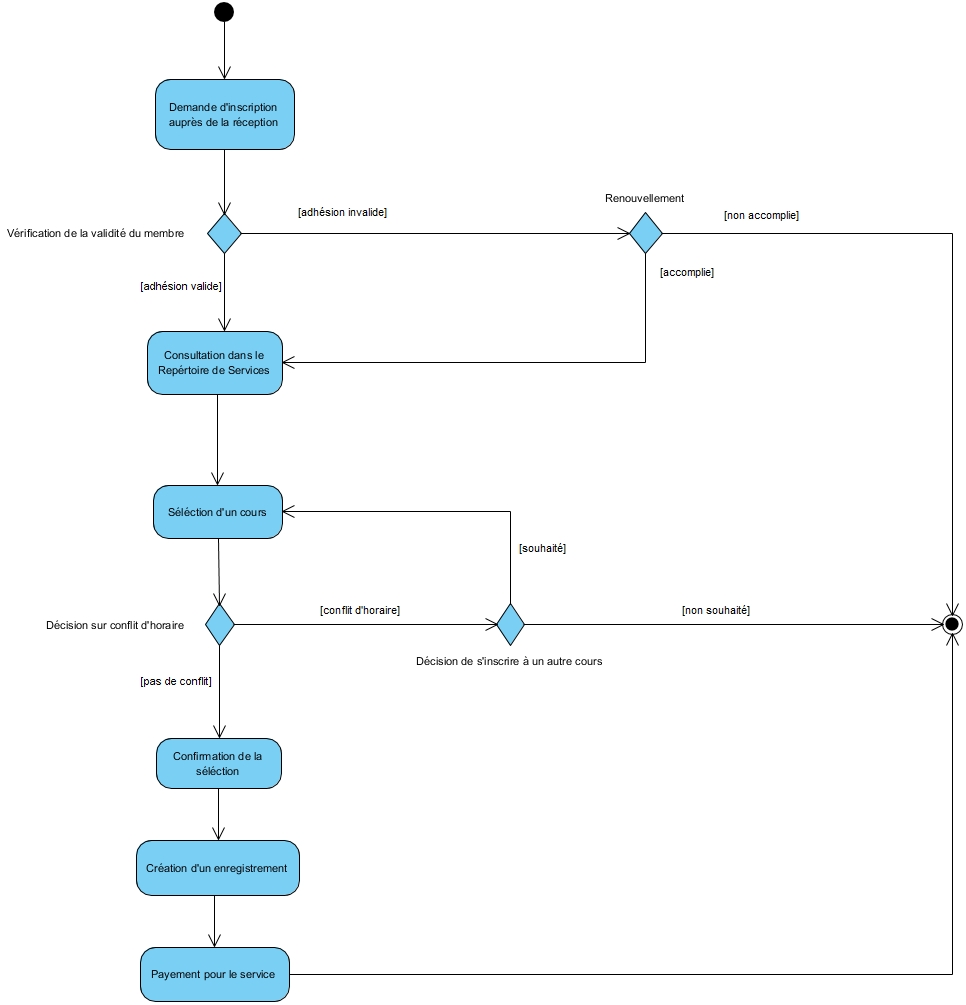 Demande d'inscription
auprès de la réception
Renouvellement
[adhésion invalide]
[non accomplie]
Vérification de la validité du membre
[accomplie]
[adhésion valide]
Consultation dans le
Repértoire de Services
Séléction d'un cours
[souhaité]
[conflit d'horaire]
[non souhaité]
Décision sur conflit d'horaire
Décision de s'inscrire à un autre cours
[pas de conflit]
Confirmation de la
séléction
Création d'un enregistrement
Payement pour le service